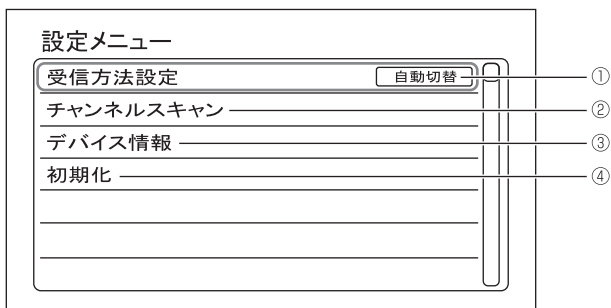 設定メニュー
受信方法設定 自動切替 ①
チャンネルスキャン ②
デバイス情報 ③
初期化 ④